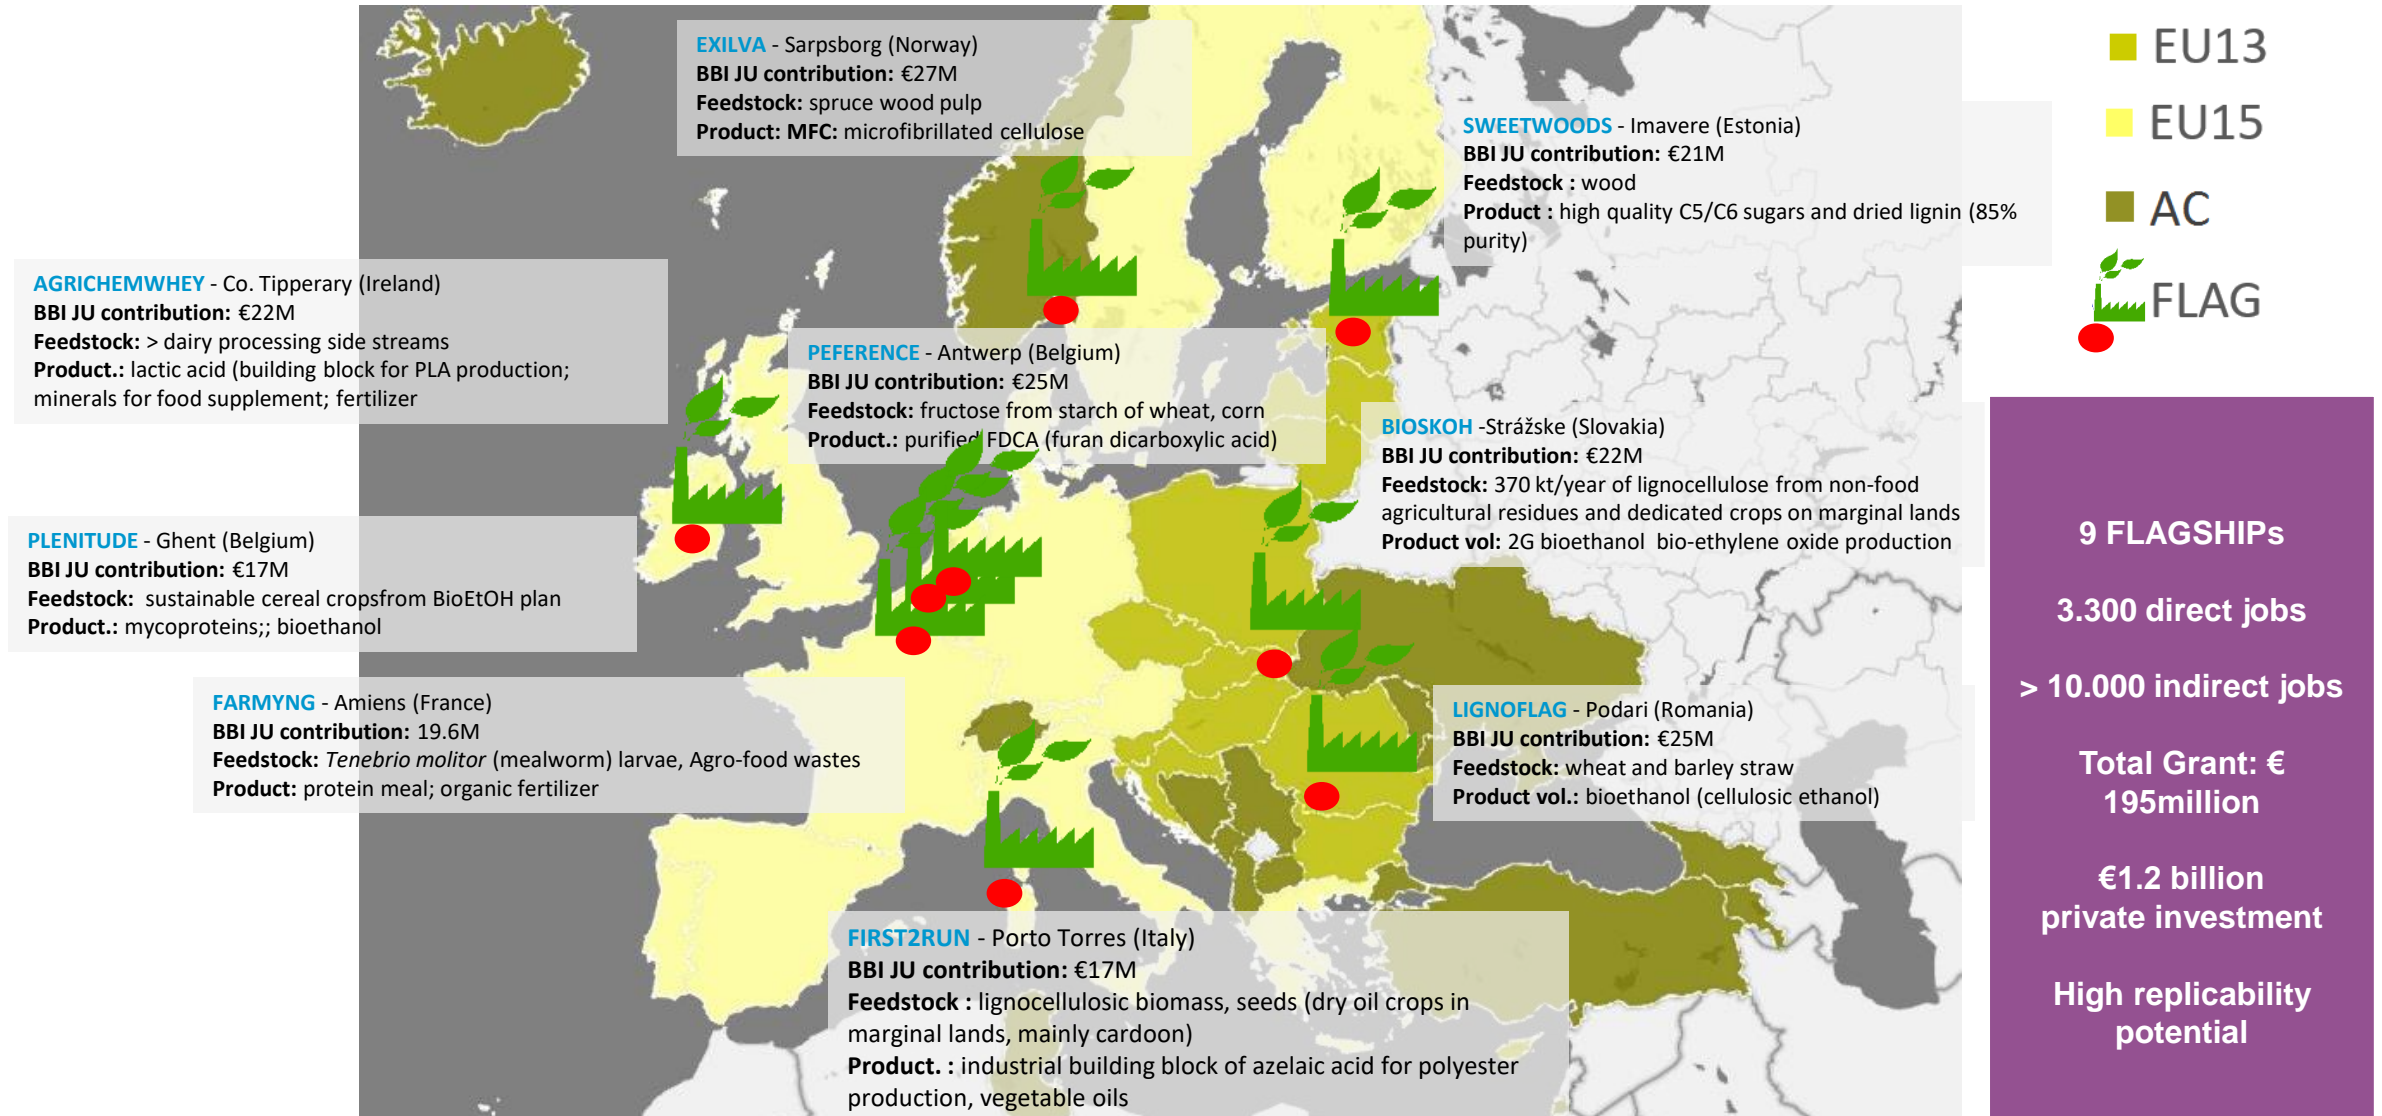 EXILVA - Sarpsborg (Norway)
BBI JU contribution: €27M
Feedstock: spruce wood pulp
Product: MFC: microfibrillated cellulose
SWEETWOODS - Imavere (Estonia)
BBI JU contribution: €21M
Feedstock : wood
Product : high quality C5/C6 sugars and dried lignin (85%
purity)
EU13
EU15
AC
FLAG
AGRICHEMWHEY - Co. Tipperary (Ireland)
BBI JU contribution: €22M
Feedstock: > dairy processing side streams
Product.: lactic acid (building block for PLA production;
minerals for food supplement; fertilizer
PEFERENCE - Antwerp (Belgium)
BBI JU contribution: €25M
Feedstock: fructose from starch of wheat, corn
Product.: purified FDCA (furan dicarboxylic acid)
BIOSKOH -Strážske (Slovakia)
BBI JU contribution: €22M
Feedstock: 370 kt/year of lignocellulose from non-food
agricultural residues and dedicated crops on marginal lands
Product vol: 2G bioethanol bio-ethylene oxide production
PLENITUDE - Ghent (Belgium)
BBI JU contribution: €17M
Feedstock: sustainable cereal cropsfrom BioEtOH plan
Product.: mycoproteins;; bioethanol
FARMYNG - Amiens (France)
BBI JU contribution: 19.6M
Feedstock: Tenebrio molitor (mealworm) larvae, Agro-food wastes
Product: protein meal; organic fertilizer
LIGNOFLAG - Podari (Romania)
BBI JU contribution: €25M
Feedstock: wheat and barley straw
Product vol.: bioethanol (cellulosic ethanol)
FIRST2RUN - Porto Torres (Italy)
BBI JU contribution: €17M
Feedstock : lignocellulosic biomass, seeds (dry oil crops in
marginal lands, mainly cardoon)
Product. : industrial building block of azelaic acid for polyester
production, vegetable oils
9 FLAGSHIPs
3.300 direct jobs
> 10.000 indirect jobs
Total Grant: €
195million
€1.2 billion
private investment
High replicability
potential